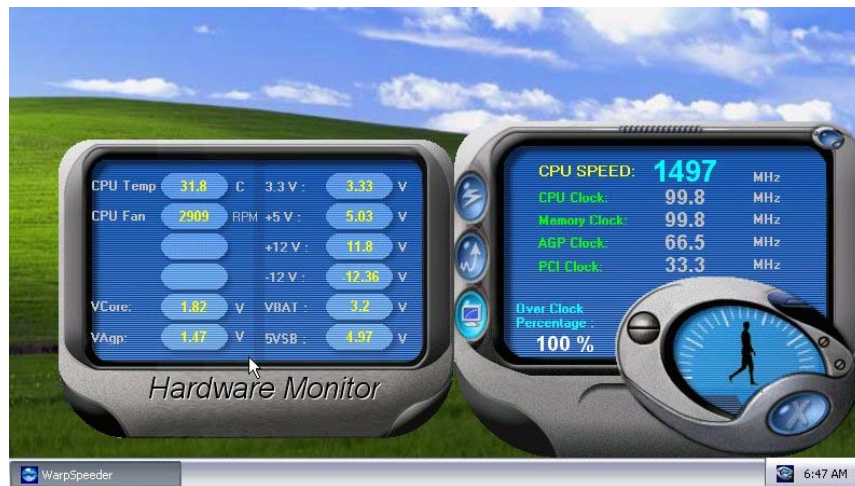 CPU Temp 31.8 C 3.3 V : 3.33 V
CPU Fan 2909 RPM +5 V : 5.03 V
+12 V : 11.8 V
-12 V : -12.36 V
VCore: 1.82 V VBAT : 3.2 V
VAgp: 1.47 V 5VSB : 4.97 V
Hardware Monitor
CPU SPEED: 1497 MHz
CPU Clock: 99.8 MHz
Memory Clock: 99.8 MHz
AGP Clock: 66.5 MHz
PCI Clock: 33.3 MHz
Over Clock
Percentage :
100 %
X
WarpSpeeder
6:47 AM